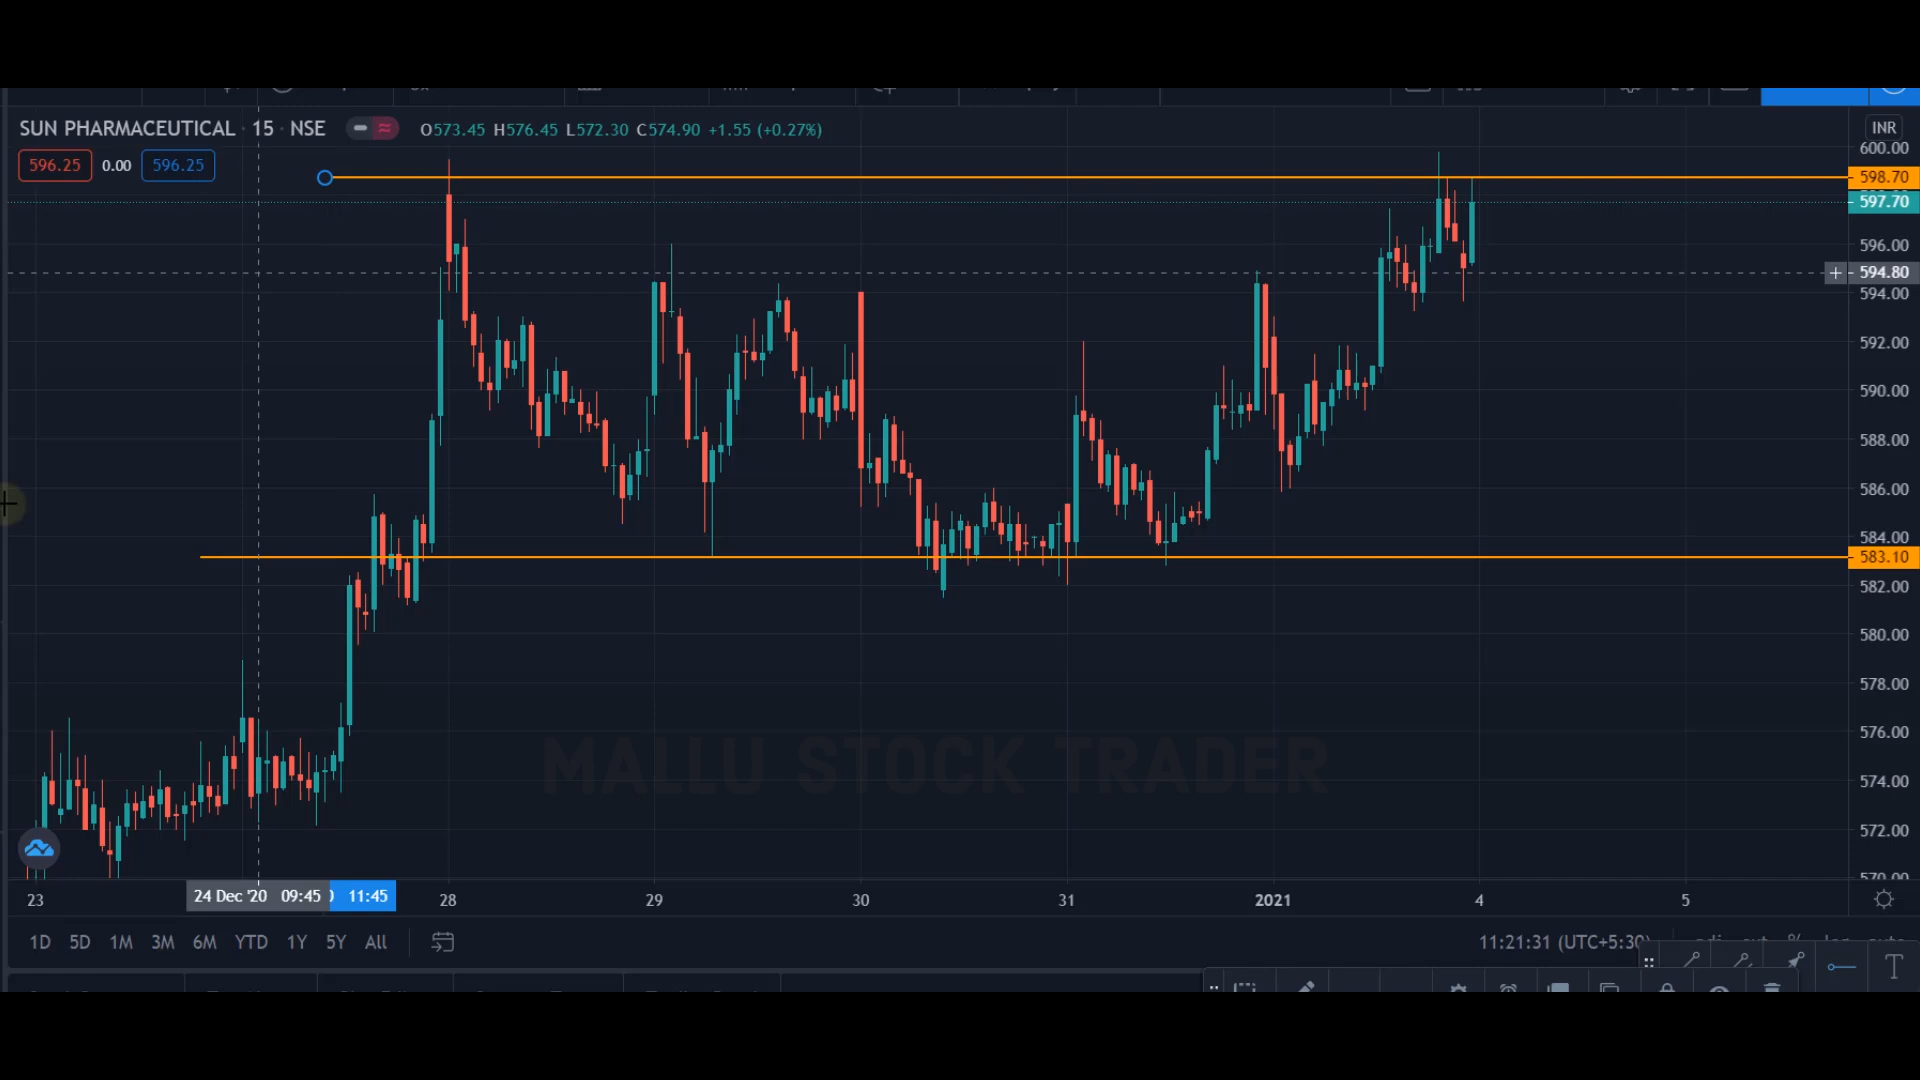 SUN PHARMACEUTICAL · 15 · NSE O573.45 H576.45 L572.30 C574.90 +1.55 (+0.27%)
596.25 0.00 596.25
INR
600.00
598.70
597.70
596.00
594.80
594.00
592.00
590.00
588.00
586.00
584.00
583.10
582.00
580.00
578.00
576.00
574.00
572.00
570.00
MALLU STOCK TRADER
23 24 Dec '20 09:45 11:45 28 29 30 31 2021 4 5
1D 5D 1M 3M 6M YTD 1Y 5Y All 11:21:31 (UTC+5:30)
T